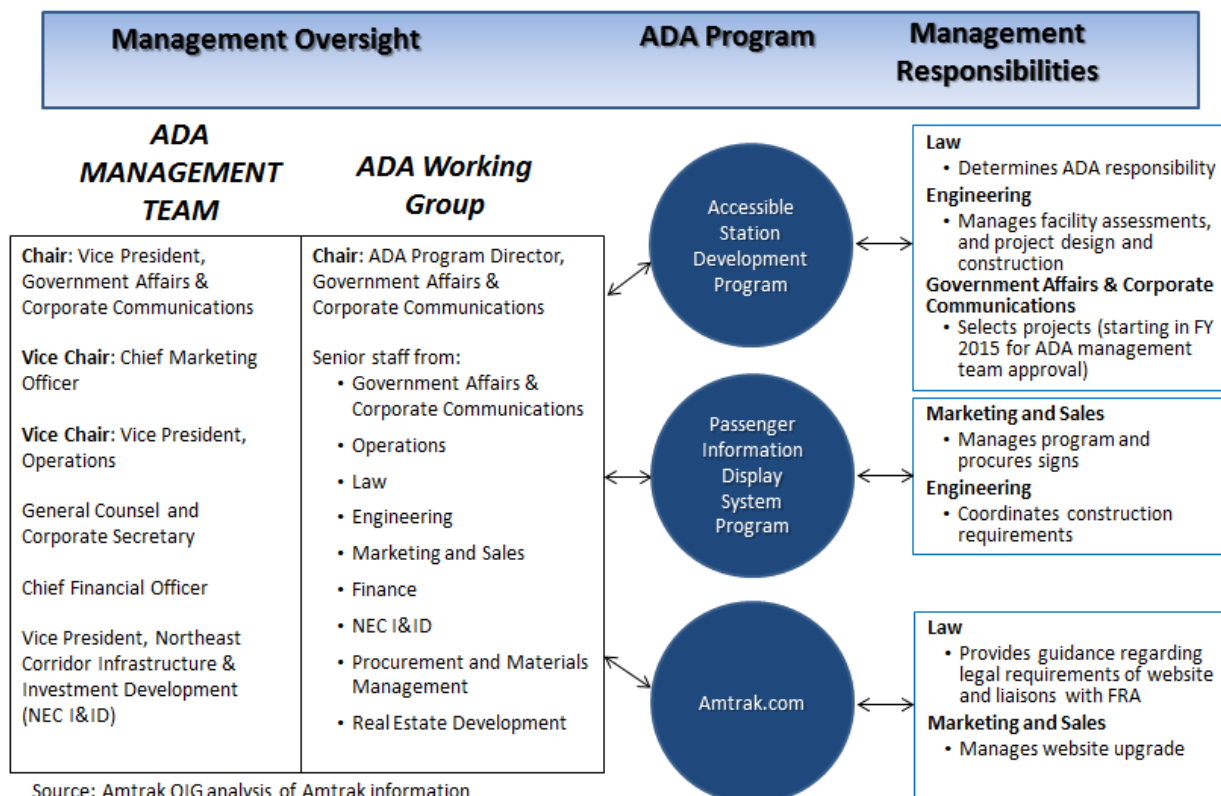 Management Oversight
ADA Program
Management
Responsibilities
ADA
MANAGEMENT
TEAM
Chair: Vice President,
Government Affairs &
Corporate Communications
Vice Chair: Chief Marketing
Officer
Vice Chair: Vice President,
Operations
General Counsel and
Corporate Secretary
Chief Financial Officer
Vice President, Northeast
Corridor Infrastructure &
Investment Development
(NEC I&ID)
ADA Working
Group
Chair: ADA Program Director,
Government Affairs &
Corporate Communications
Senior staff from:
• Government Affairs &
Corporate Communications
• Operations
• Law
• Engineering
• Marketing and Sales
• Finance
• NEC I&ID
• Procurement and Materials
Management
• Real Estate Development
Accessible
Station
Development
Program
Passenger
Information
Display
System
Program
Amtrak.com
Law
• Determines ADA responsibility
Engineering
• Manages facility assessments,
and project design and
construction
Government Affairs & Corporate
Communications
• Selects projects (starting in FY
2015 for ADA management
team approval)
Marketing and Sales
• Manages program and
procures signs
Engineering
• Coordinates construction
requirements
Law
• Provides guidance regarding
legal requirements of website
and liaisons with FRA
Marketing and Sales
• Manages website upgrade
Source: Amtrak OIG analysis of Amtrak information